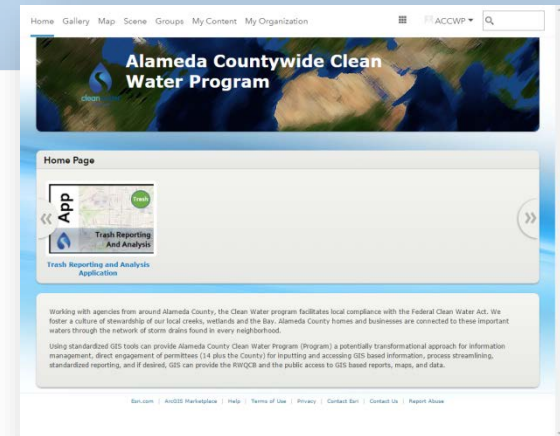 Home Gallery Map Scene Groups My Content My Organization
ACCWP
Alameda Countywide Clean
Water Program
clean water
Home Page
App
Trash
Trash Reporting
And Analysis
Trash Reporting and Analysis
Application
Working with agencies from around Alameda County, the Clean Water program facilitates local compliance with the Federal Clean Water Act. We
foster a culture of stewardship of our local creeks, wetlands and the Bay. Alameda County homes and businesses are connected to these important
waters through the network of storm drains found in every neighborhood.
Using standardized GIS tools can provide Alameda County Clean Water Program (Program) a potentially transformational approach for information
management, direct engagement of permittees (14 plus the County) for inputting and accessing GIS based information, process streamlining,
standardized reporting, and if desired, GIS can provide the RWQCB and the public access to GIS based reports, maps, and data.
Esri.com | ArcGIS Marketplace | Help | Terms of Use | Privacy | Contact Esri | Contact Us | Report Abuse